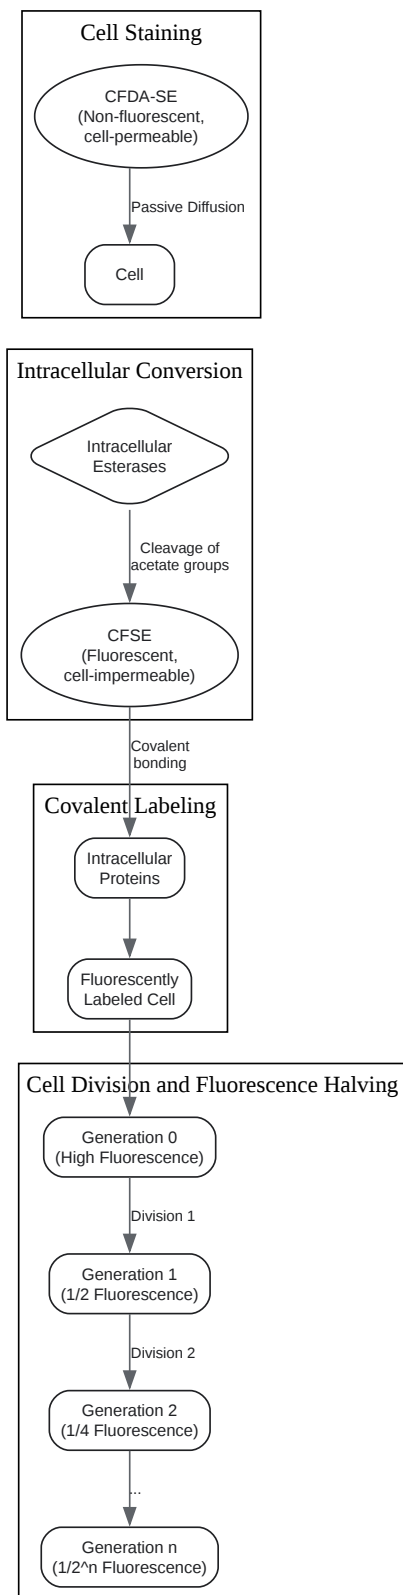 Cell Staining
CFDA-SE
(Non-fluorescent,
cell-permeable)
Passive Diffusion
Cell
Intracellular Conversion
Intracellular
Esterases
Cleavage of
acetate groups
CFSE
(Fluorescent,
cell-impermeable)
Covalent
bonding
Covalent Labeling
Intracellular
Proteins
Fluorescently
Labeled Cell
Cell Division and Fluorescence Halving
Generation 0
(High Fluorescence)
Division 1
Generation 1
(1/2 Fluorescence)
Division 2
Generation 2
(1/4 Fluorescence)
...
Generation n
(1/2^n Fluorescence)